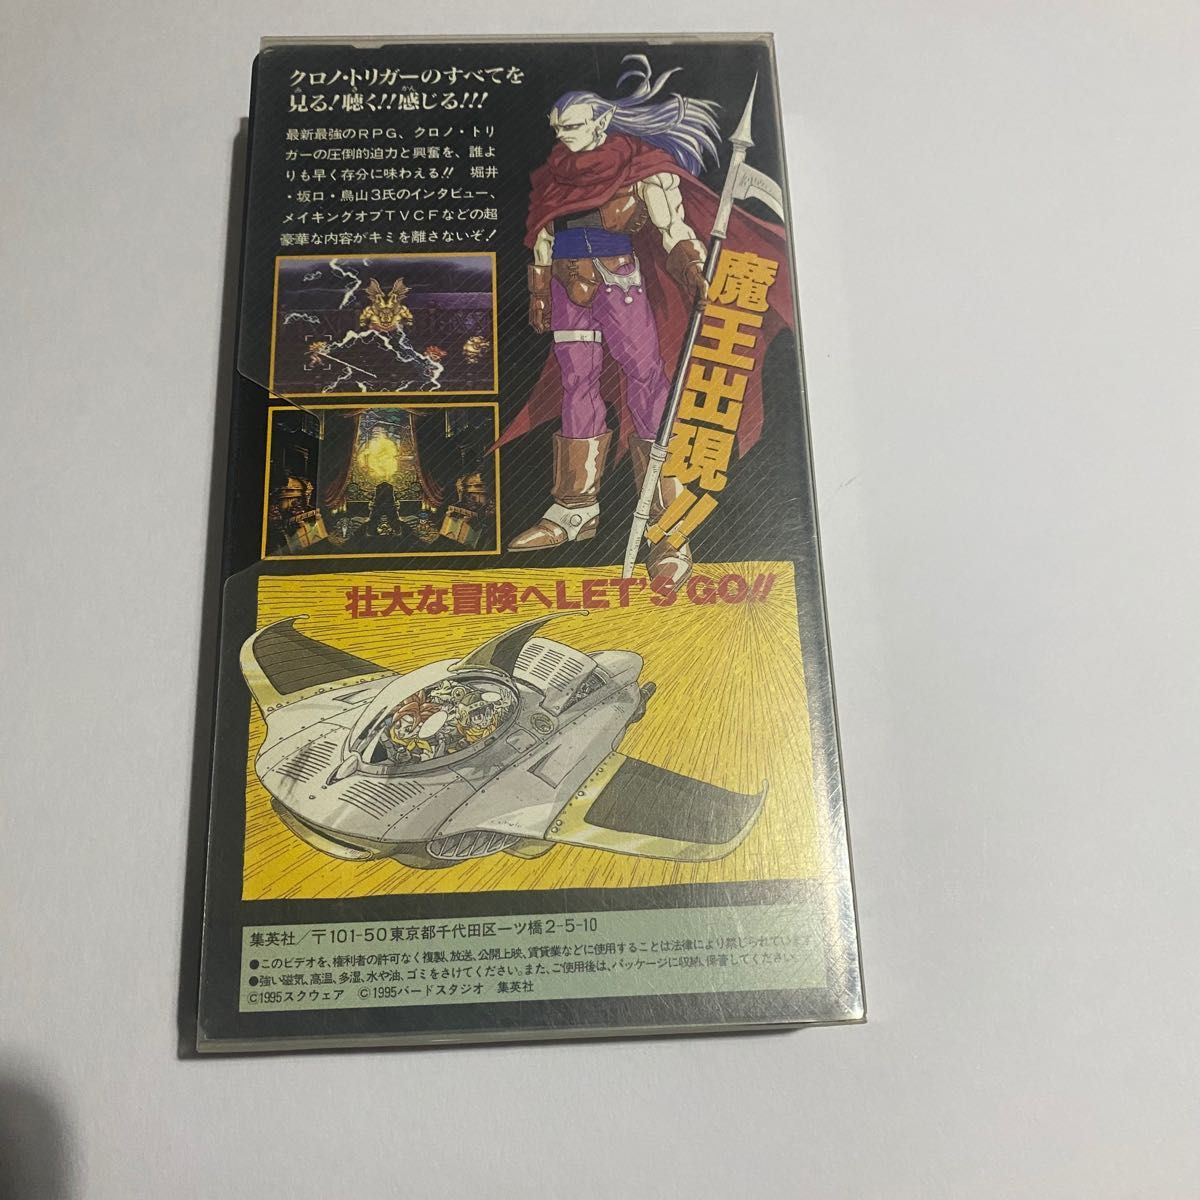 クロノ・トリガーのすべてを
見る!聴く!!感じる!!!
最新最強のRPG、クロノ・トリ
ガーの圧倒的迫力と興奮を、誰よ
りも早く存分に味わえる!! 堀井
・坂口・鳥山3氏のインタビュー、
メイキングオブTVCFなどの超
豪華な内容がキミを離さないぞ!
魔王出現!!
壮大な冒険へLET'S GO!!
集英社/〒101-50東京都千代田区一ツ橋2-5-10
●このビデオを、権利者の許可なく複製、放送、公開上映、賃貸業などに使用することは法律により禁じられています
●強い磁気、高温、多湿、水や油、ゴミをさけてください。また、ご使用後は、パッケージに収納、保管してください。
©1995スクウェア ©1995バードスタジオ 集英社